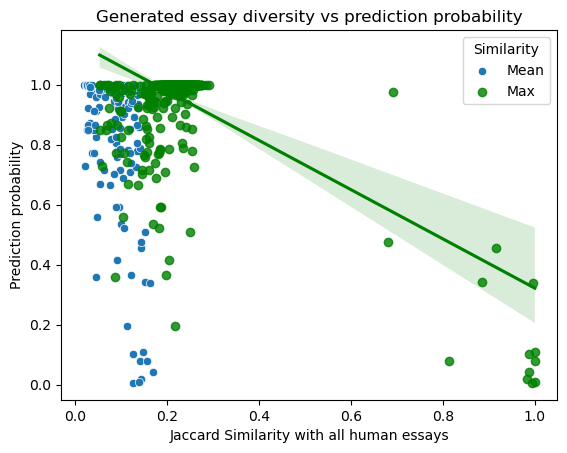 Generated essay diversity vs prediction probability
Similarity
Mean
Max
Prediction probability
1.0
0.8
0.6
0.4
0.2
0.0
0.0 0.2 0.4 0.6 0.8 1.0
Jaccard Similarity with all human essays